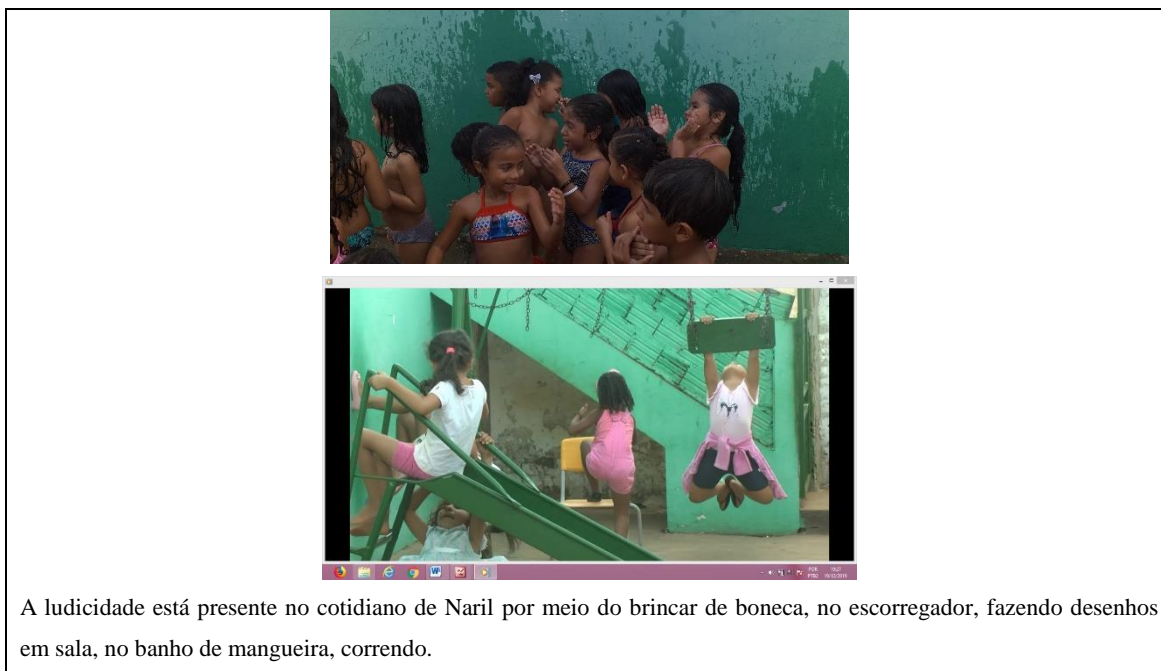 A ludicidade está presente no cotidiano de Naril por meio do brincar de boneca, no escorregador, fazendo desenhos
em sala, no banho de mangueira, correndo.